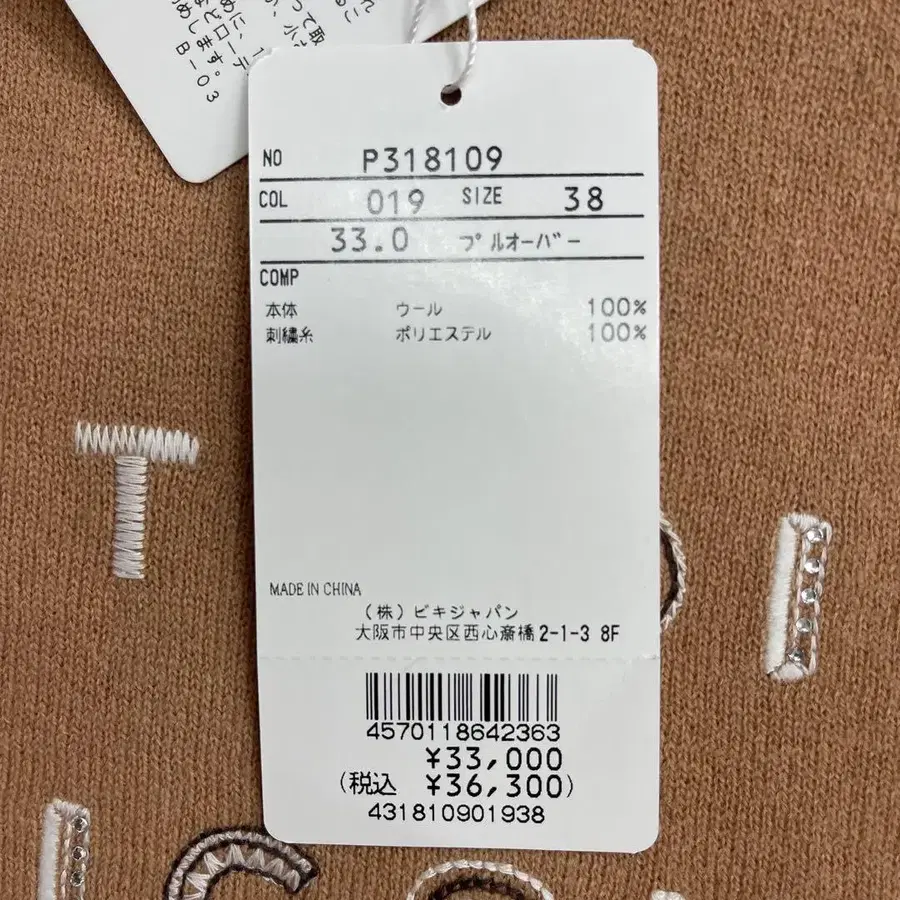 B-03
NO P318109
COL 019 SIZE 38
33.0 プルオーバー
COMP
本体 ウール 100%
刺繍糸 ポリエステル 100%
MADE IN CHINA
(株)ビキジャパン
大阪市中央区西心斎橋2-1-3 8F
4570118642363
¥33,000
(税込 ¥36,300)
431810901938
T
I